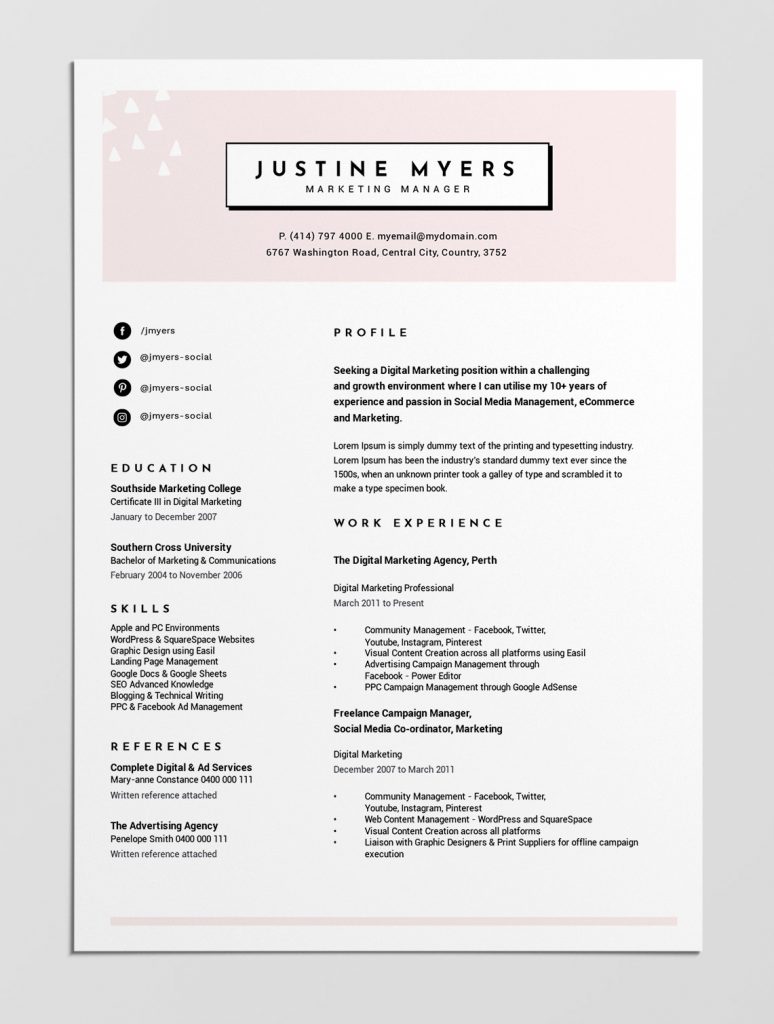 JUSTINE MYERS
MARKETING MANAGER
P. (414) 797 4000 E. myemail@mydomain.com
6767 Washington Road, Central City, Country, 3752
/jmyers
@jmyers-social
@jmyers-social
@jmyers-social
EDUCATION
Southside Marketing College
Certificate III in Digital Marketing
January to December 2007
Southern Cross University
Bachelor of Marketing & Communications
February 2004 to November 2006
SKILLS
Apple and PC Environments
WordPress & SquareSpace Websites
Graphic Design using Easil
Landing Page Management
Google Docs & Google Sheets
SEO Advanced Knowledge
Blogging & Technical Writing
PPC & Facebook Ad Management
REFERENCES
Complete Digital & Ad Services
Mary-anne Constance 0400 000 111
Written reference attached
The Advertising Agency
Penelope Smith 0400 000 111
Written reference attached
PROFILE
Seeking a Digital Marketing position within a challenging
and growth environment where I can utilise my 10+ years of
experience and passion in Social Media Management, eCommerce
and Marketing.
Lorem Ipsum is simply dummy text of the printing and typesetting industry.
Lorem Ipsum has been the industry's standard dummy text ever since the
1500s, when an unknown printer took a galley of type and scrambled it to
make a type specimen book.
WORK EXPERIENCE
The Digital Marketing Agency, Perth
Digital Marketing Professional
March 2011 to Present
• Community Management - Facebook, Twitter,
Youtube, Instagram, Pinterest
• Visual Content Creation across all platforms using Easil
• Advertising Campaign Management through
Facebook - Power Editor
• PPC Campaign Management through Google AdSense
Freelance Campaign Manager,
Social Media Co-ordinator, Marketing
Digital Marketing
December 2007 to March 2011
• Community Management - Facebook, Twitter,
Youtube, Instagram, Pinterest
• Web Content Management - WordPress and SquareSpace
• Visual Content Creation across all platforms
• Liaison with Graphic Designers & Print Suppliers for offline campaign
execution